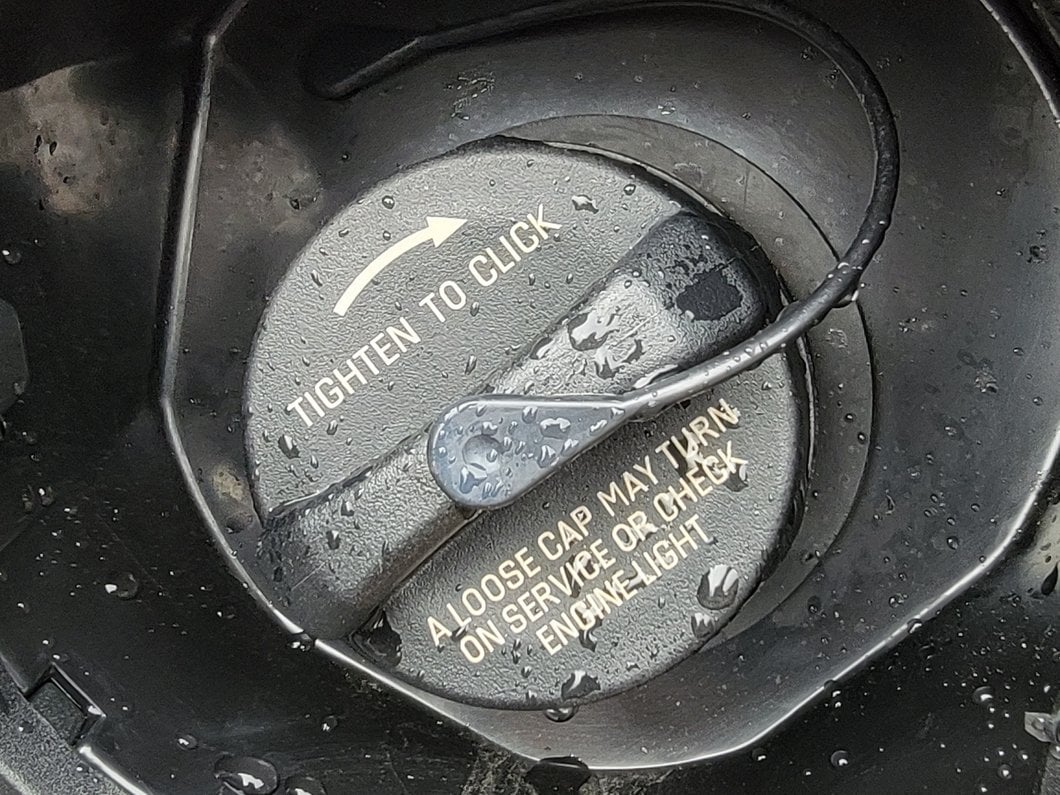 TIGHTEN TO CLICK
A LOOSE CAP MAY TURN
ON SERVICE OR CHECK
ENGINE LIGHT